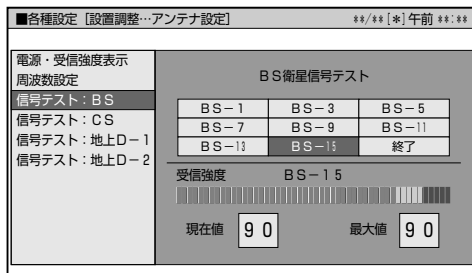 ■各種設定［設置調整…アンテナ設定］ **/**[*]午前 **:**
電源・受信強度表示
周波数設定
信号テスト：ＢＳ
信号テスト：ＣＳ
信号テスト：地上Ｄ－１
信号テスト：地上Ｄ－２
ＢＳ衛星信号テスト
ＢＳ－１ ＢＳ－３ ＢＳ－５
ＢＳ－７ ＢＳ－９ ＢＳ－11
ＢＳ－13 ＢＳ－15 終了
受信強度 ＢＳ－１５
現在値 ９０ 最大値 ９０